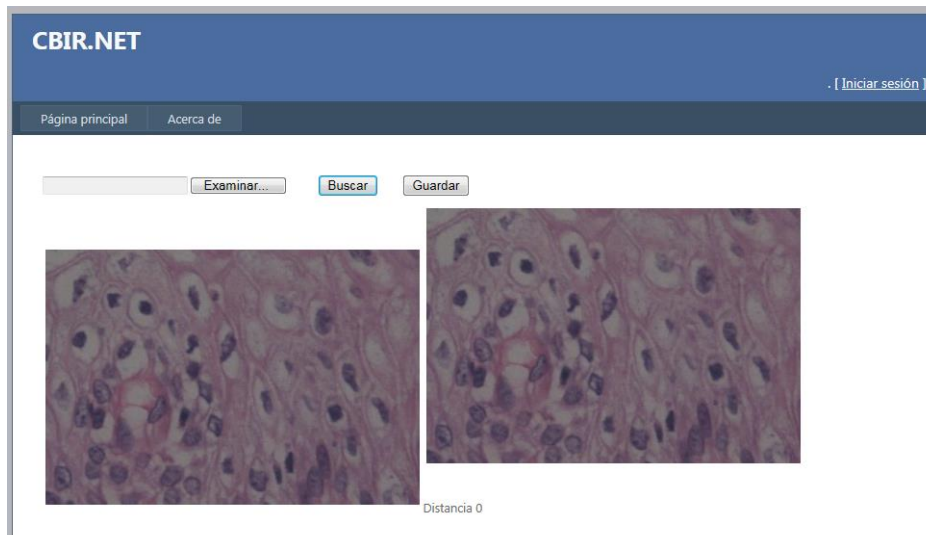 CBIR.NET
. [ Iniciar sesión ]
Página principal Acerca de
Examinar... Buscar Guardar
Distancia 0